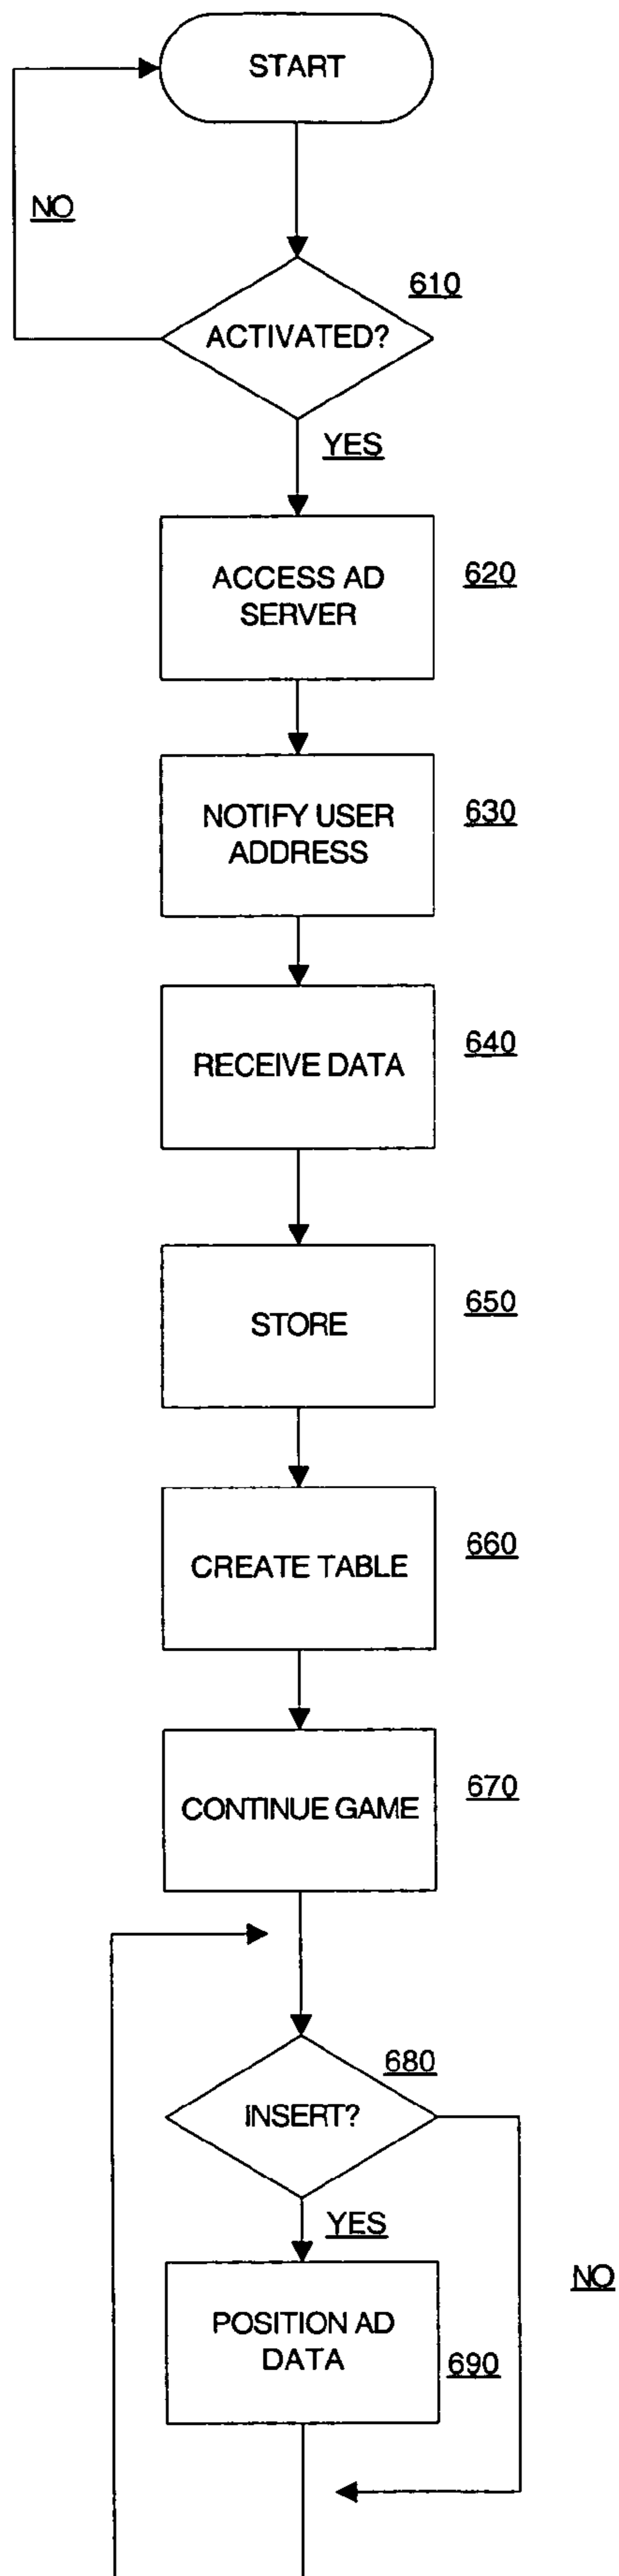 START
NO
610
ACTIVATED?
YES
ACCESS AD
SERVER
620
NOTIFY USER
ADDRESS
630
RECEIVE DATA
640
STORE
650
CREATE TABLE
660
CONTINUE GAME
670
680
INSERT?
YES
NO
POSITION AD
DATA
690